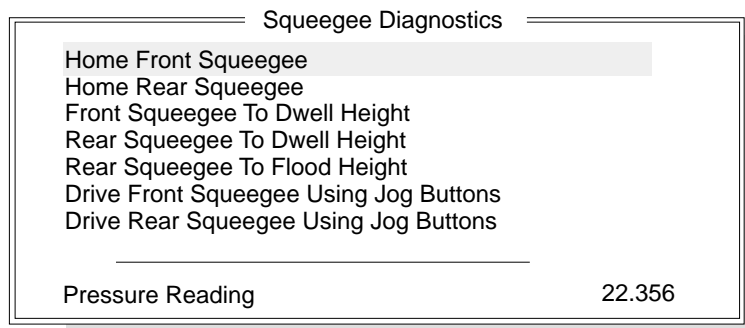 Squeegee Diagnostics
Home Front Squeegee
Home Rear Squeegee
Front Squeegee To Dwell Height
Rear Squeegee To Dwell Height
Rear Squeegee To Flood Height
Drive Front Squeegee Using Jog Buttons
Drive Rear Squeegee Using Jog Buttons
Pressure Reading 22.356